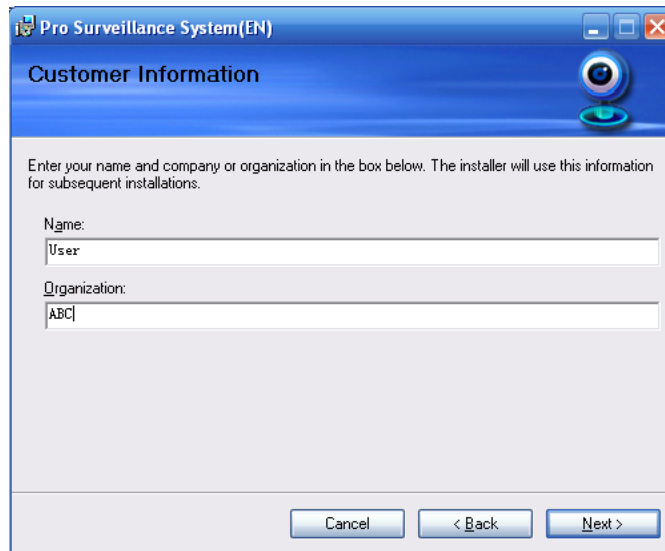 Pro Surveillance System(EN)
Customer Information
Enter your name and company or organization in the box below. The installer will use this information
for subsequent installations.
Name:
User
Organization:
ABC
Cancel
< Back
Next >